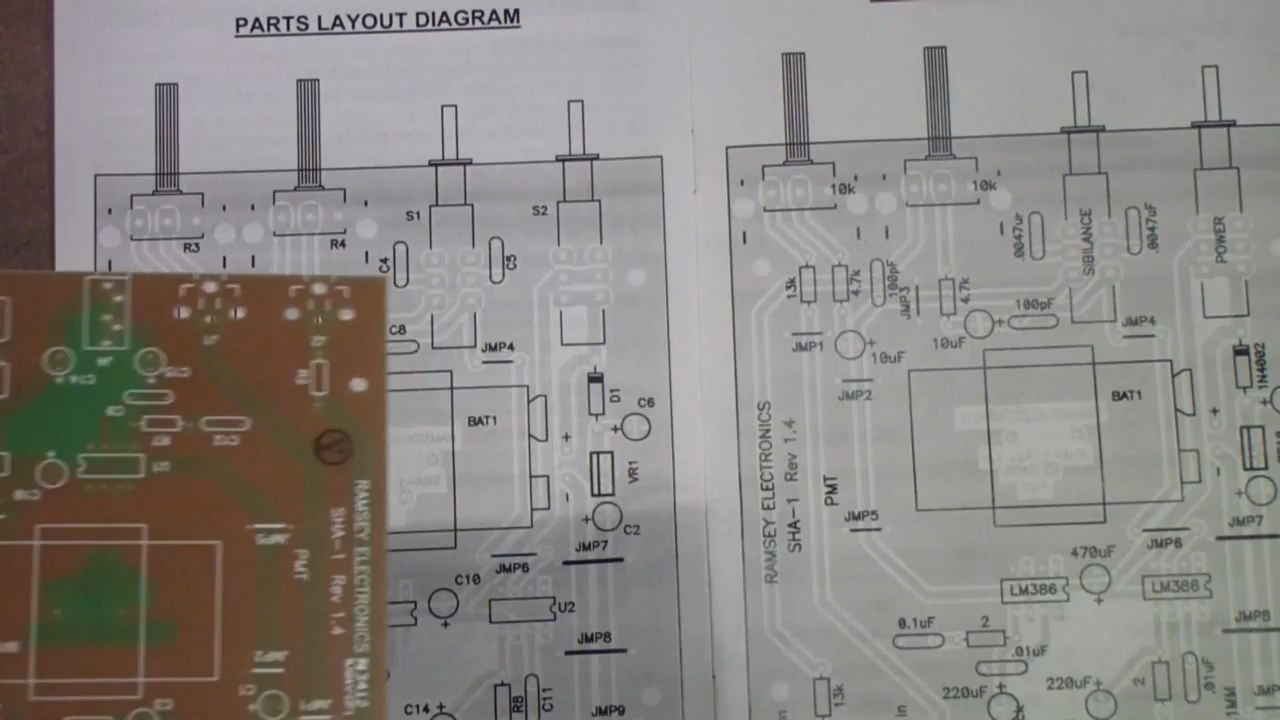 PARTS LAYOUT DIAGRAM
R3
R4
S1
S2
C4
C5
C8
JMP4
BAT1
D1
C6
VR1
C2
JMP7
JMP6
C10
U2
JMP8
R8
C11
C14
JMP9
10k
10k
.0047uF
SIBILANCE
.0047uF
POWER
13k
4.7k
100pF
JMP3
4.7k
100pF
JMP1
10uF
10uF
JMP4
JMP2
1N4002
BAT1
RAMSEY ELECTRONICS
SHA-1 Rev 1.4
PMT
JMP5
JMP6
JMP7
470uF
LM386
LM386
0.1uF
2
.01uF
JMP8
13k
220uF
220uF
2
.01uF
In
RAMSEY ELECTRONICS
SHA-1 Rev 1.4
PMT